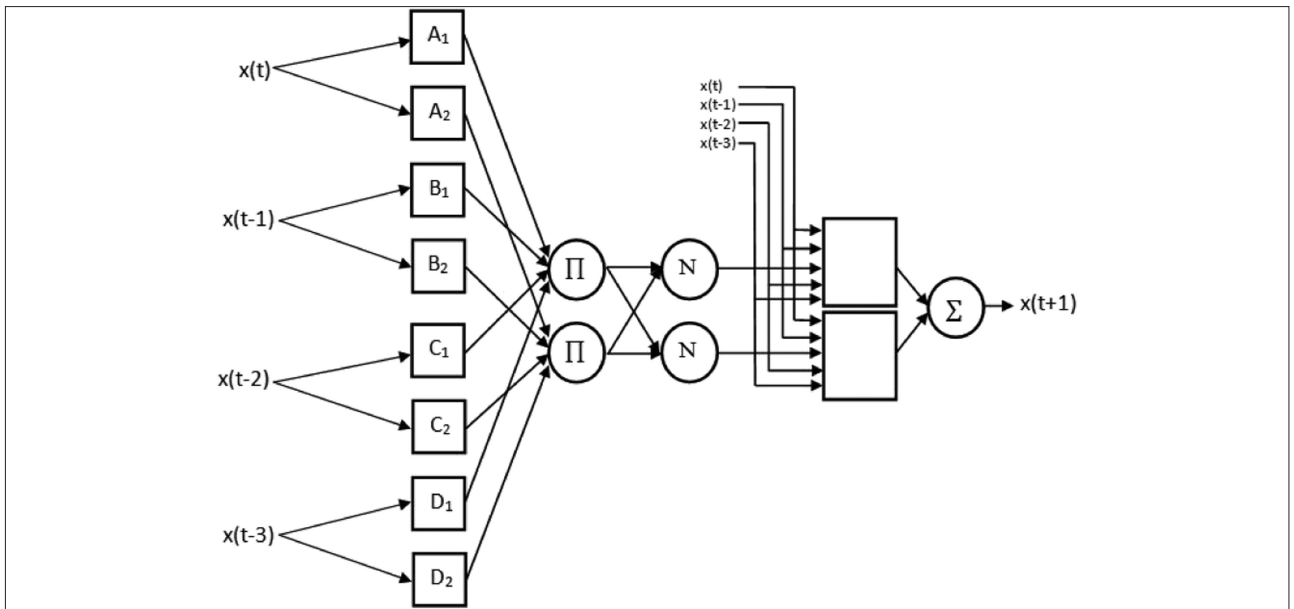 x(t)
A₁
A₂
x(t-1)
B₁
B₂
x(t-2)
C₁
C₂
x(t-3)
D₁
D₂
∏
∏
N
N
x(t)
x(t-1)
x(t-2)
x(t-3)
Σ
x(t+1)